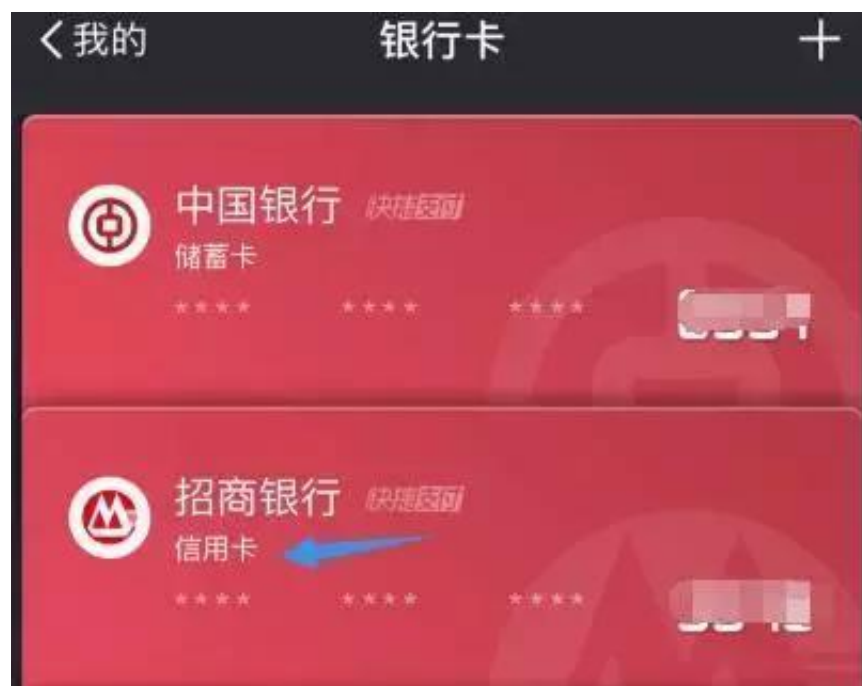 我的
银行卡
中国银行 快捷支付
储蓄卡
**** **** ****
招商银行 快捷支付
信用卡
**** **** ****